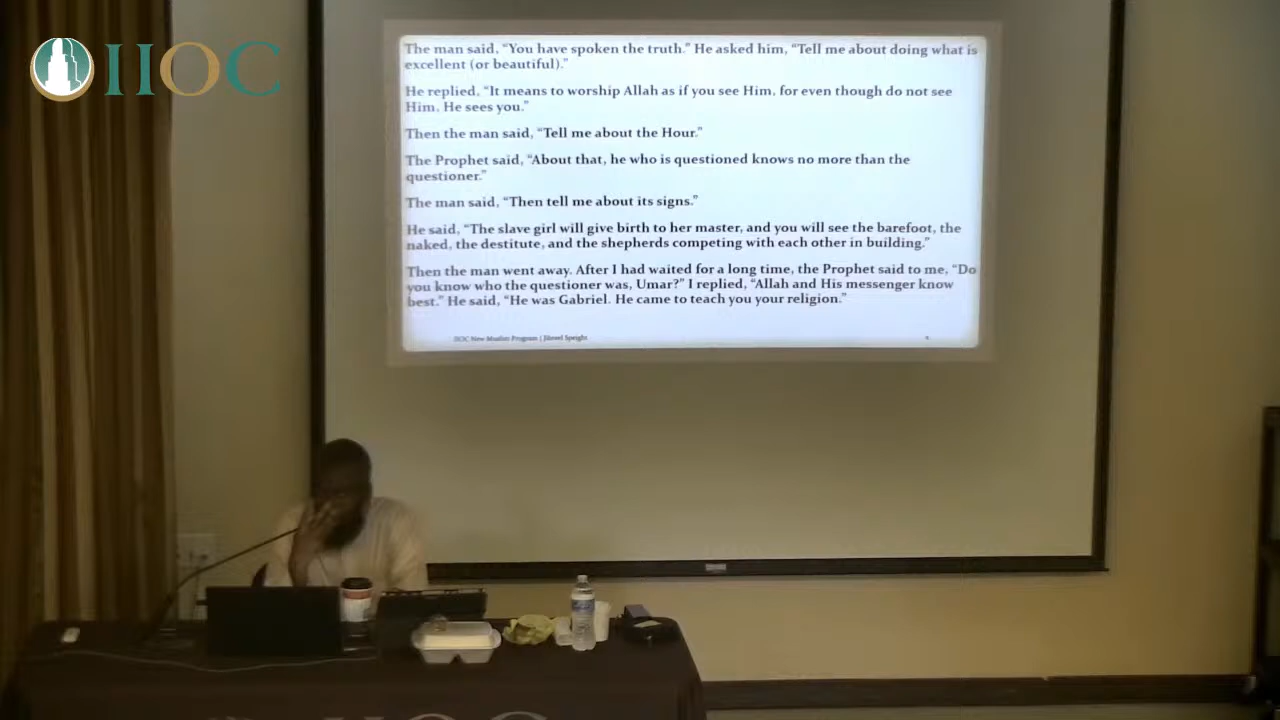 IIOC
The man said, “You have spoken the truth.” He asked him, “Tell me about doing what is
excellent (or beautiful).”
He replied, “It means to worship Allah as if you see Him, for even though do not see
Him, He sees you.”
Then the man said, “Tell me about the Hour.”
The Prophet said, “About that, he who is questioned knows no more than the
questioner.”
The man said, “Then tell me about its signs.”
He said, “The slave girl will give birth to her master, and you will see the barefoot, the
naked, the destitute, and the shepherds competing with each other in building.”
Then the man went away. After I had waited for a long time, the Prophet said to me, “Do
you know who the questioner was, Umar?” I replied, “Allah and His messenger know
best.” He said, “He was Gabriel. He came to teach you your religion.”
IIOC New Muslim Program |
IIOC